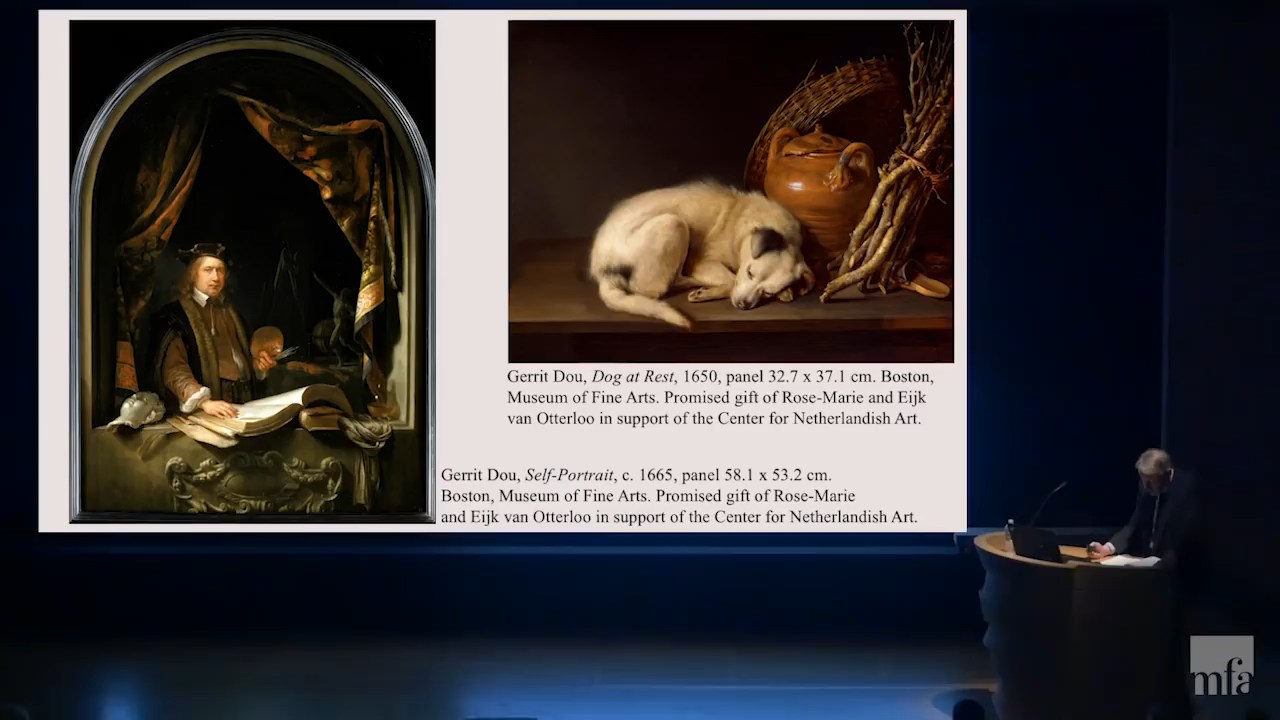 Gerrit Dou, Dog at Rest, 1650, panel 32.7 x 37.1 cm. Boston,
Museum of Fine Arts. Promised gift of Rose-Marie and Eijk
van Otterloo in support of the Center for Netherlandish Art.
Gerrit Dou, Self-Portrait, c. 1665, panel 58.1 x 53.2 cm.
Boston, Museum of Fine Arts. Promised gift of Rose-Marie
and Eijk van Otterloo in support of the Center for Netherlandish Art.
mfa